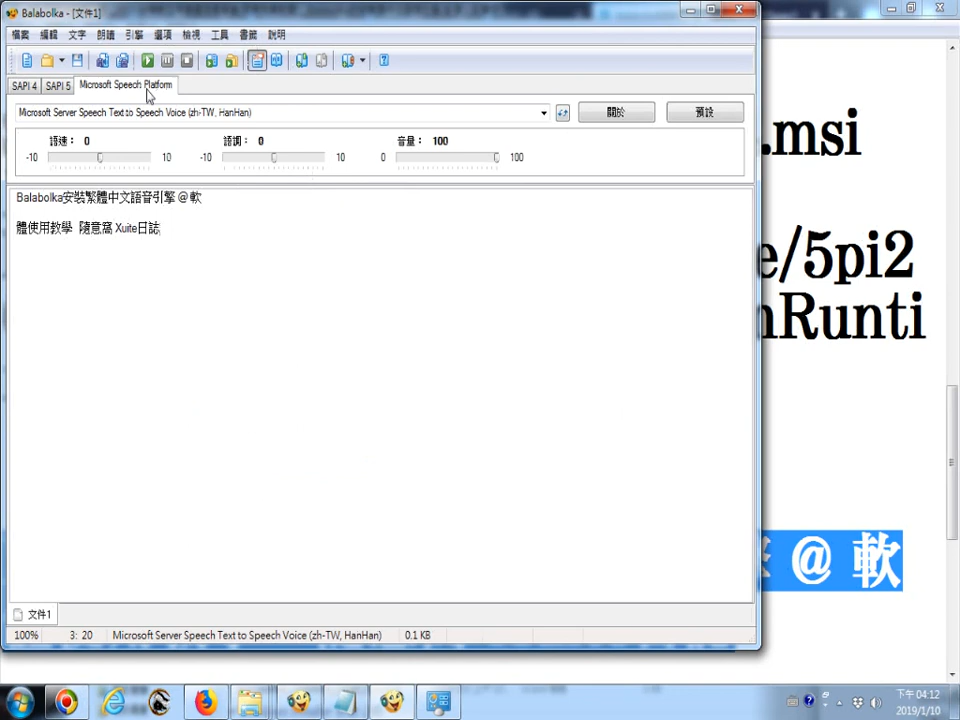 Balabolka - [文件1]
檔案 編輯 文字 朗讀 引擎 選項 檢視 工具 書籤 說明
SAPI 4 SAPI 5 Microsoft Speech Platform
Microsoft Server Speech Text to Speech Voice (zh-TW, HanHan) 關於 預設
語速： 0 語調： 0 音量： 100
-10 10 -10 10 0 100
Balabolka安裝繁體中文語音引擎 @ 軟
體使用教學 隨意窩 Xuite日誌
.msi
e/5pi2
nRunti
@ 軟
文件1
100% 3: 20 Microsoft Server Speech Text to Speech Voice (zh-TW, HanHan) 0.1 KB
下午 04:12
2019/1/10